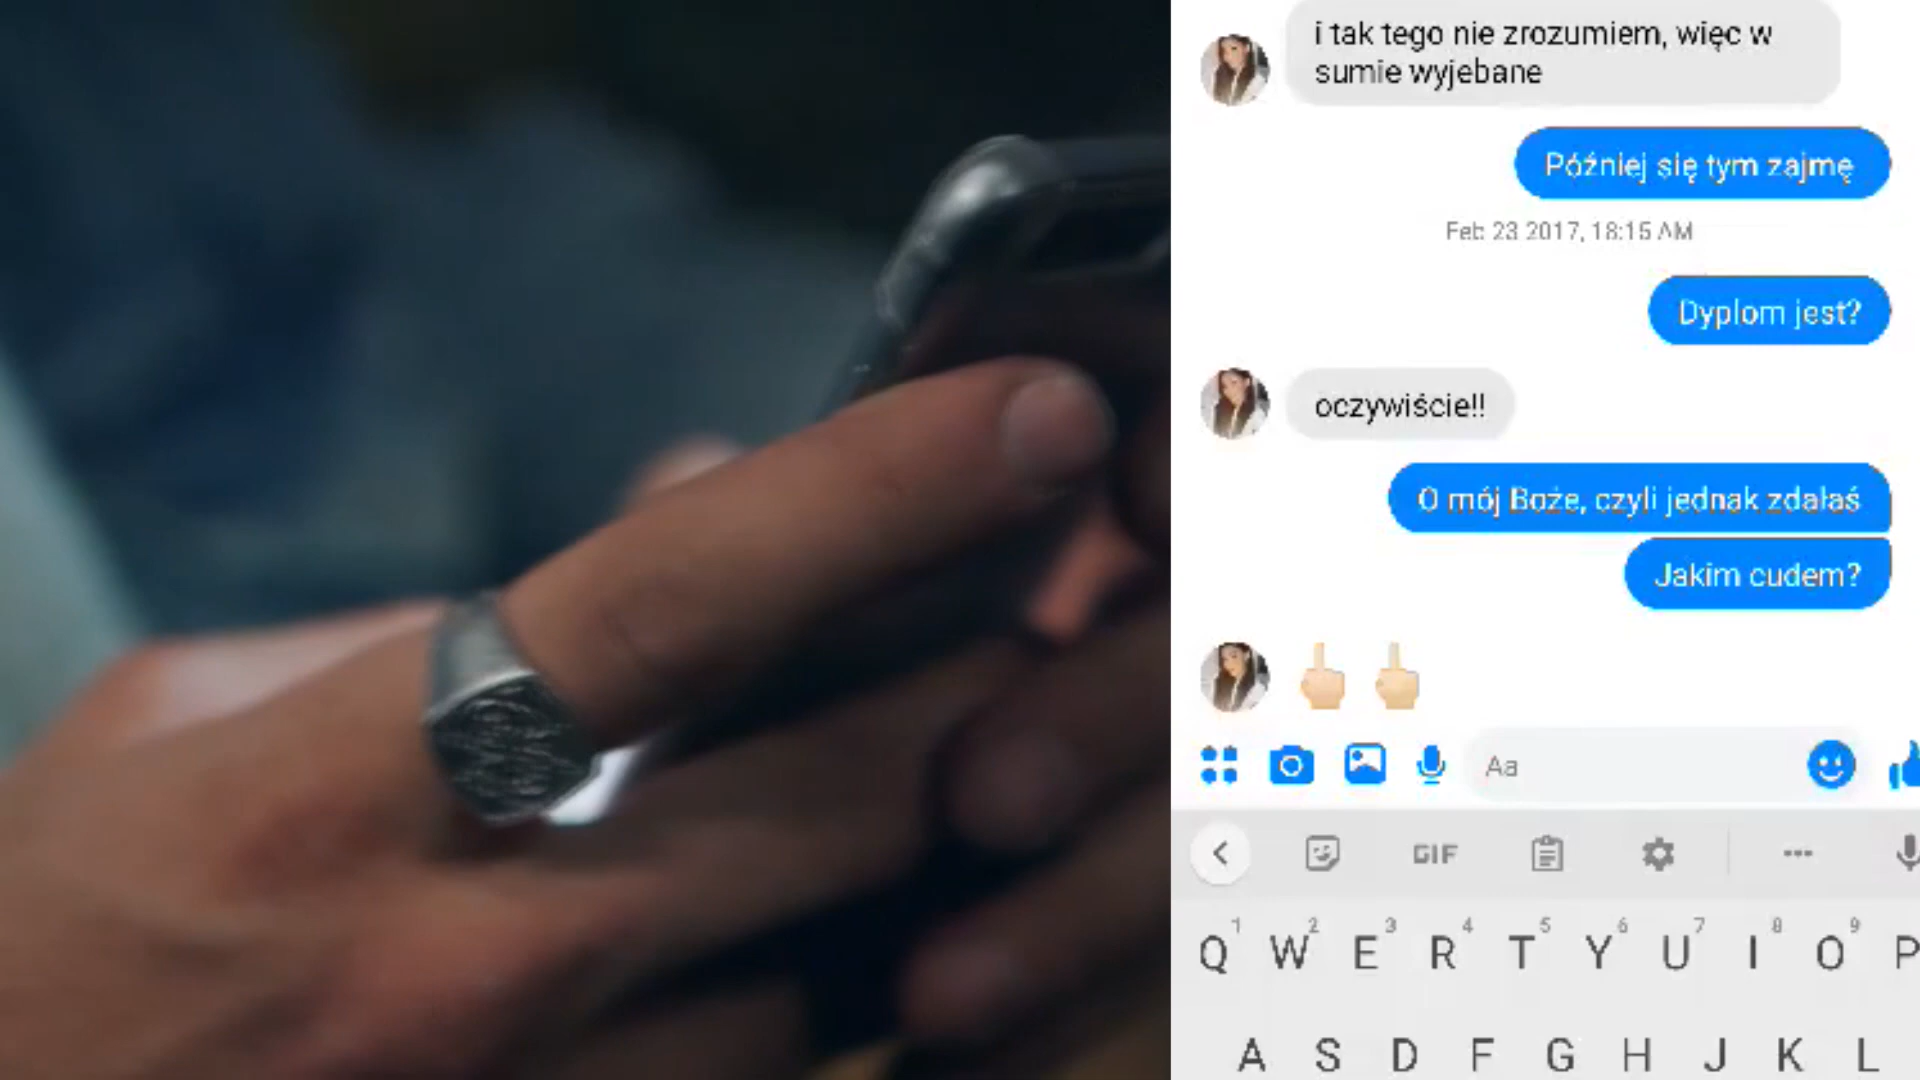 i tak tego nie zrozumiem, więc w
sumie wyjebane
Później się tym zajmę
Feb 23 2017, 18:15 AM
Dyplom jest?
oczywiście!!
O mój Boże, czyli jednak zdałaś
Jakim cudem?
Aa
GIF
1 2 3 4 5 6 7 8 9
Q W E R T Y U I O P
A S D F G H J K L